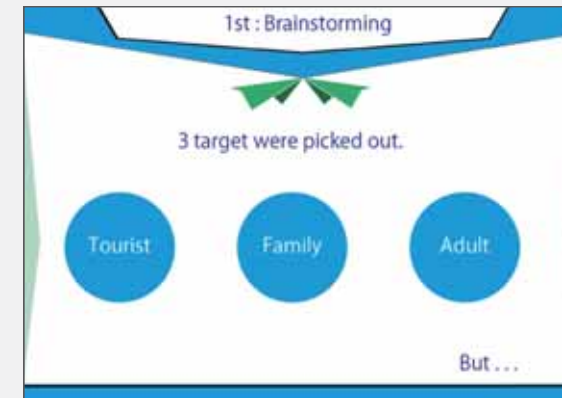 1st : Brainstorming
3 target were picked out.
Tourist
Family
Adult
But . . .